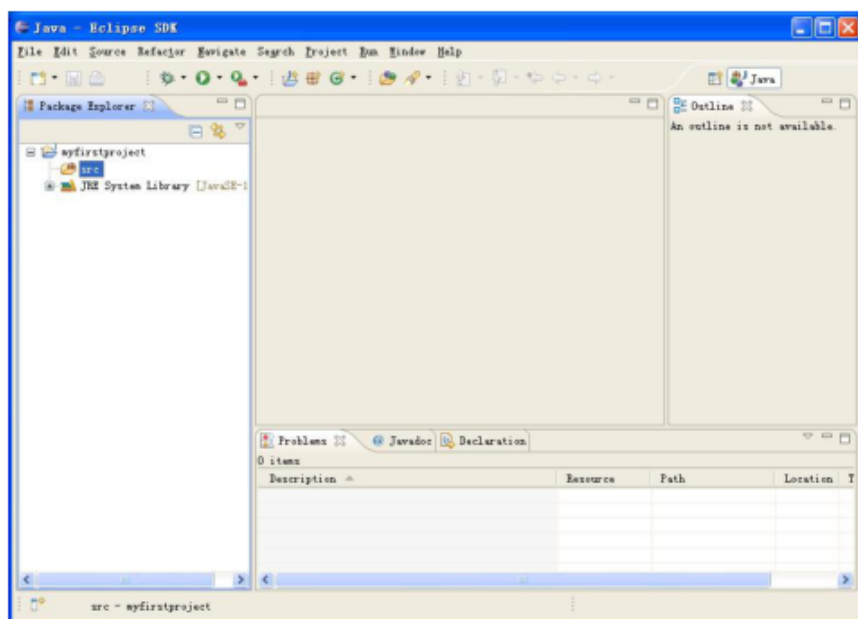 Java - Eclipse SDK
File Edit Source Refactor Navigate Search Project Run Window Help
Java
Package Explorer
Outline
An outline is not available.
myfirstproject
src
JRE System Library [JavaSE-1
Problems Javadoc Declaration
0 items
Description Resource Path Location T
src - myfirstproject